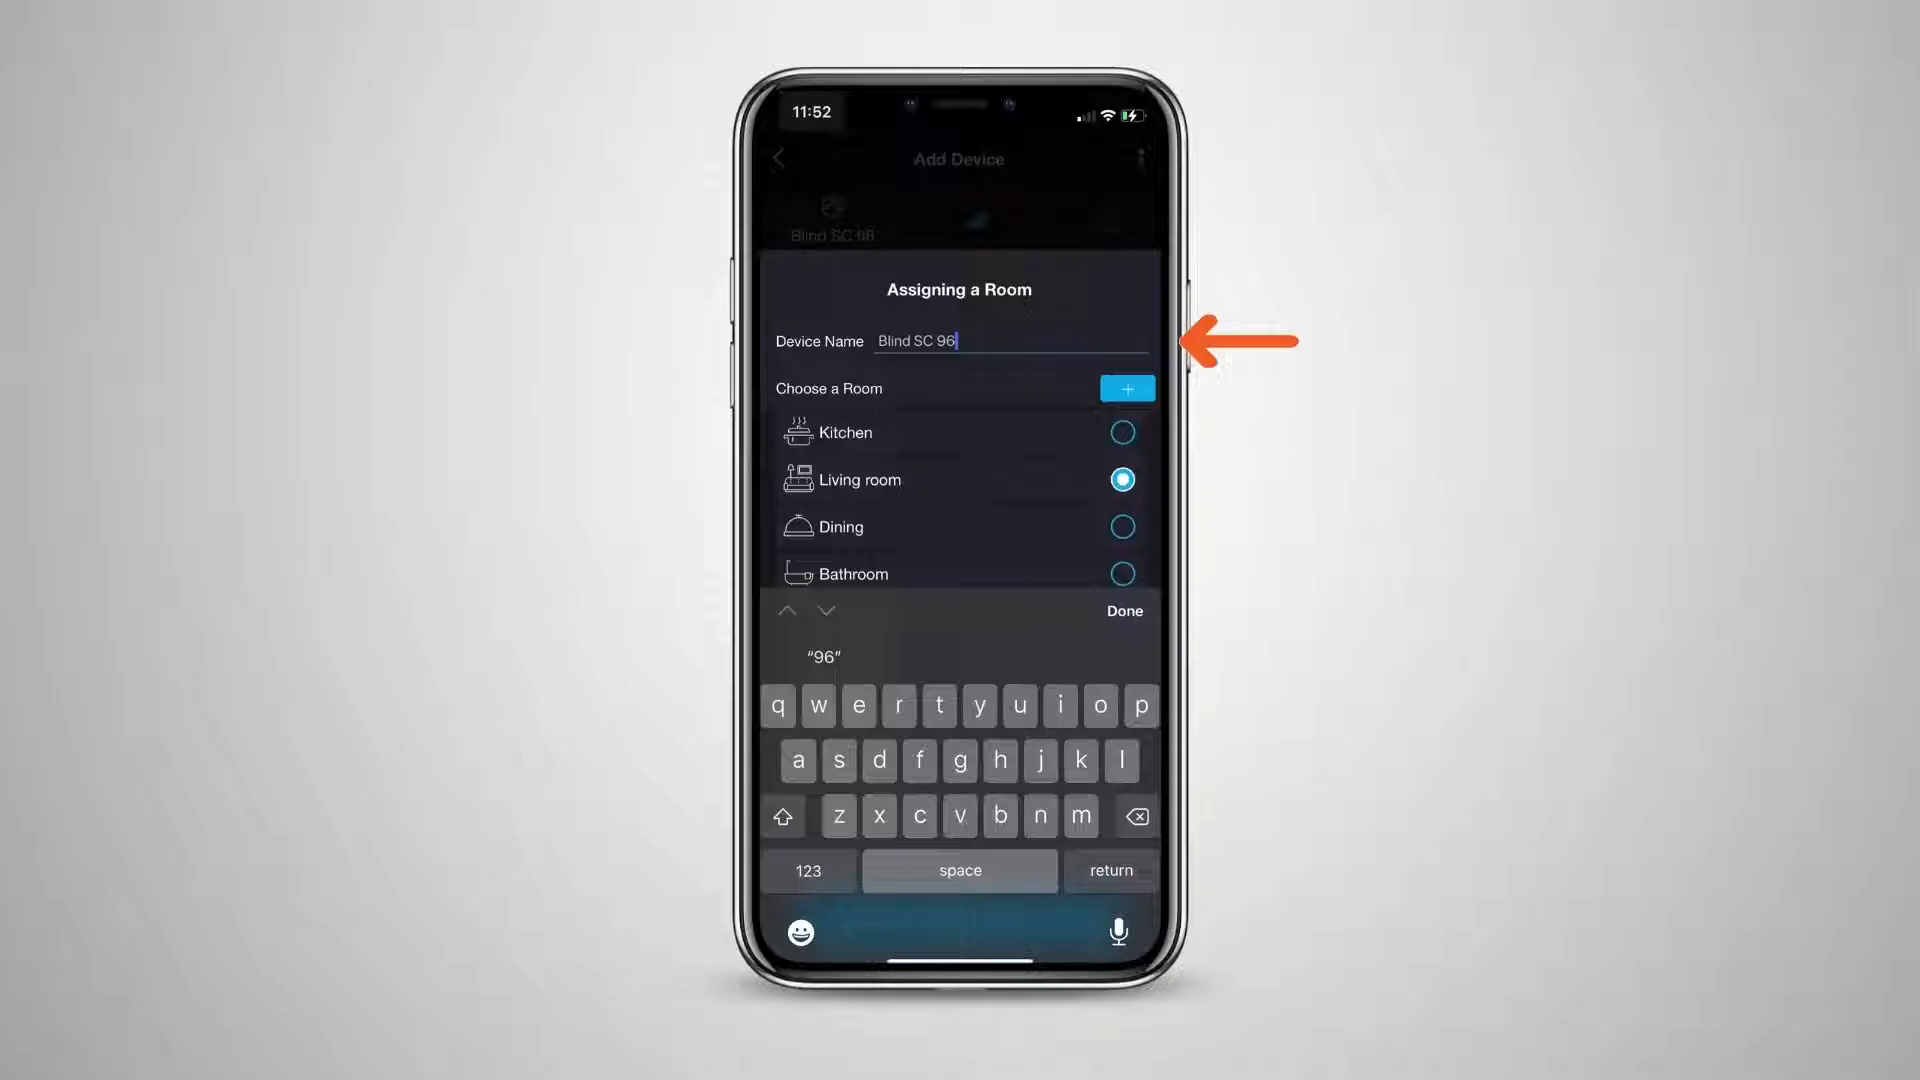 11:52
Add Device
Blind SC 96
Assigning a Room
Device Name Blind SC 96
Choose a Room +
Kitchen
Living room
Dining
Bathroom
Done
“96”
q w e r t y u i o p
a s d f g h j k l
z x c v b n m
123 space return